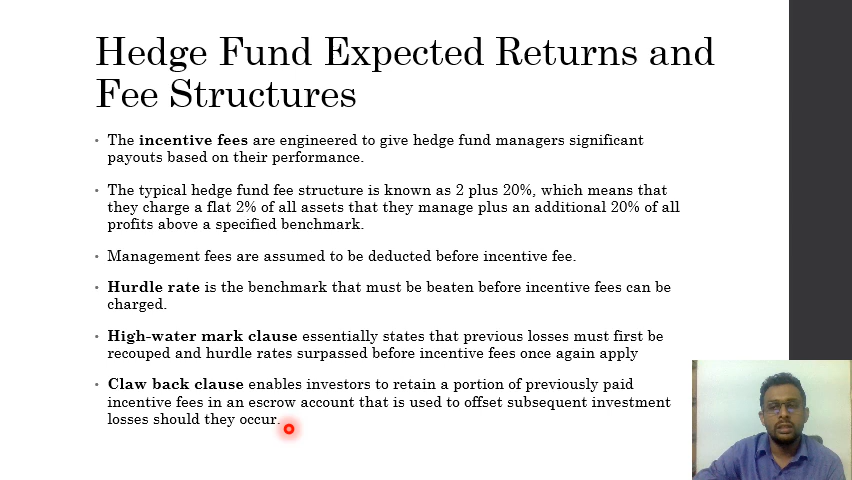 Hedge Fund Expected Returns and
Fee Structures
• The incentive fees are engineered to give hedge fund managers significant
payouts based on their performance.
• The typical hedge fund fee structure is known as 2 plus 20%, which means that
they charge a flat 2% of all assets that they manage plus an additional 20% of all
profits above a specified benchmark.
• Management fees are assumed to be deducted before incentive fee.
• Hurdle rate is the benchmark that must be beaten before incentive fees can be
charged.
• High-water mark clause essentially states that previous losses must first be
recouped and hurdle rates surpassed before incentive fees once again apply
• Claw back clause enables investors to retain a portion of previously paid
incentive fees in an escrow account that is used to offset subsequent investment
losses should they occur.